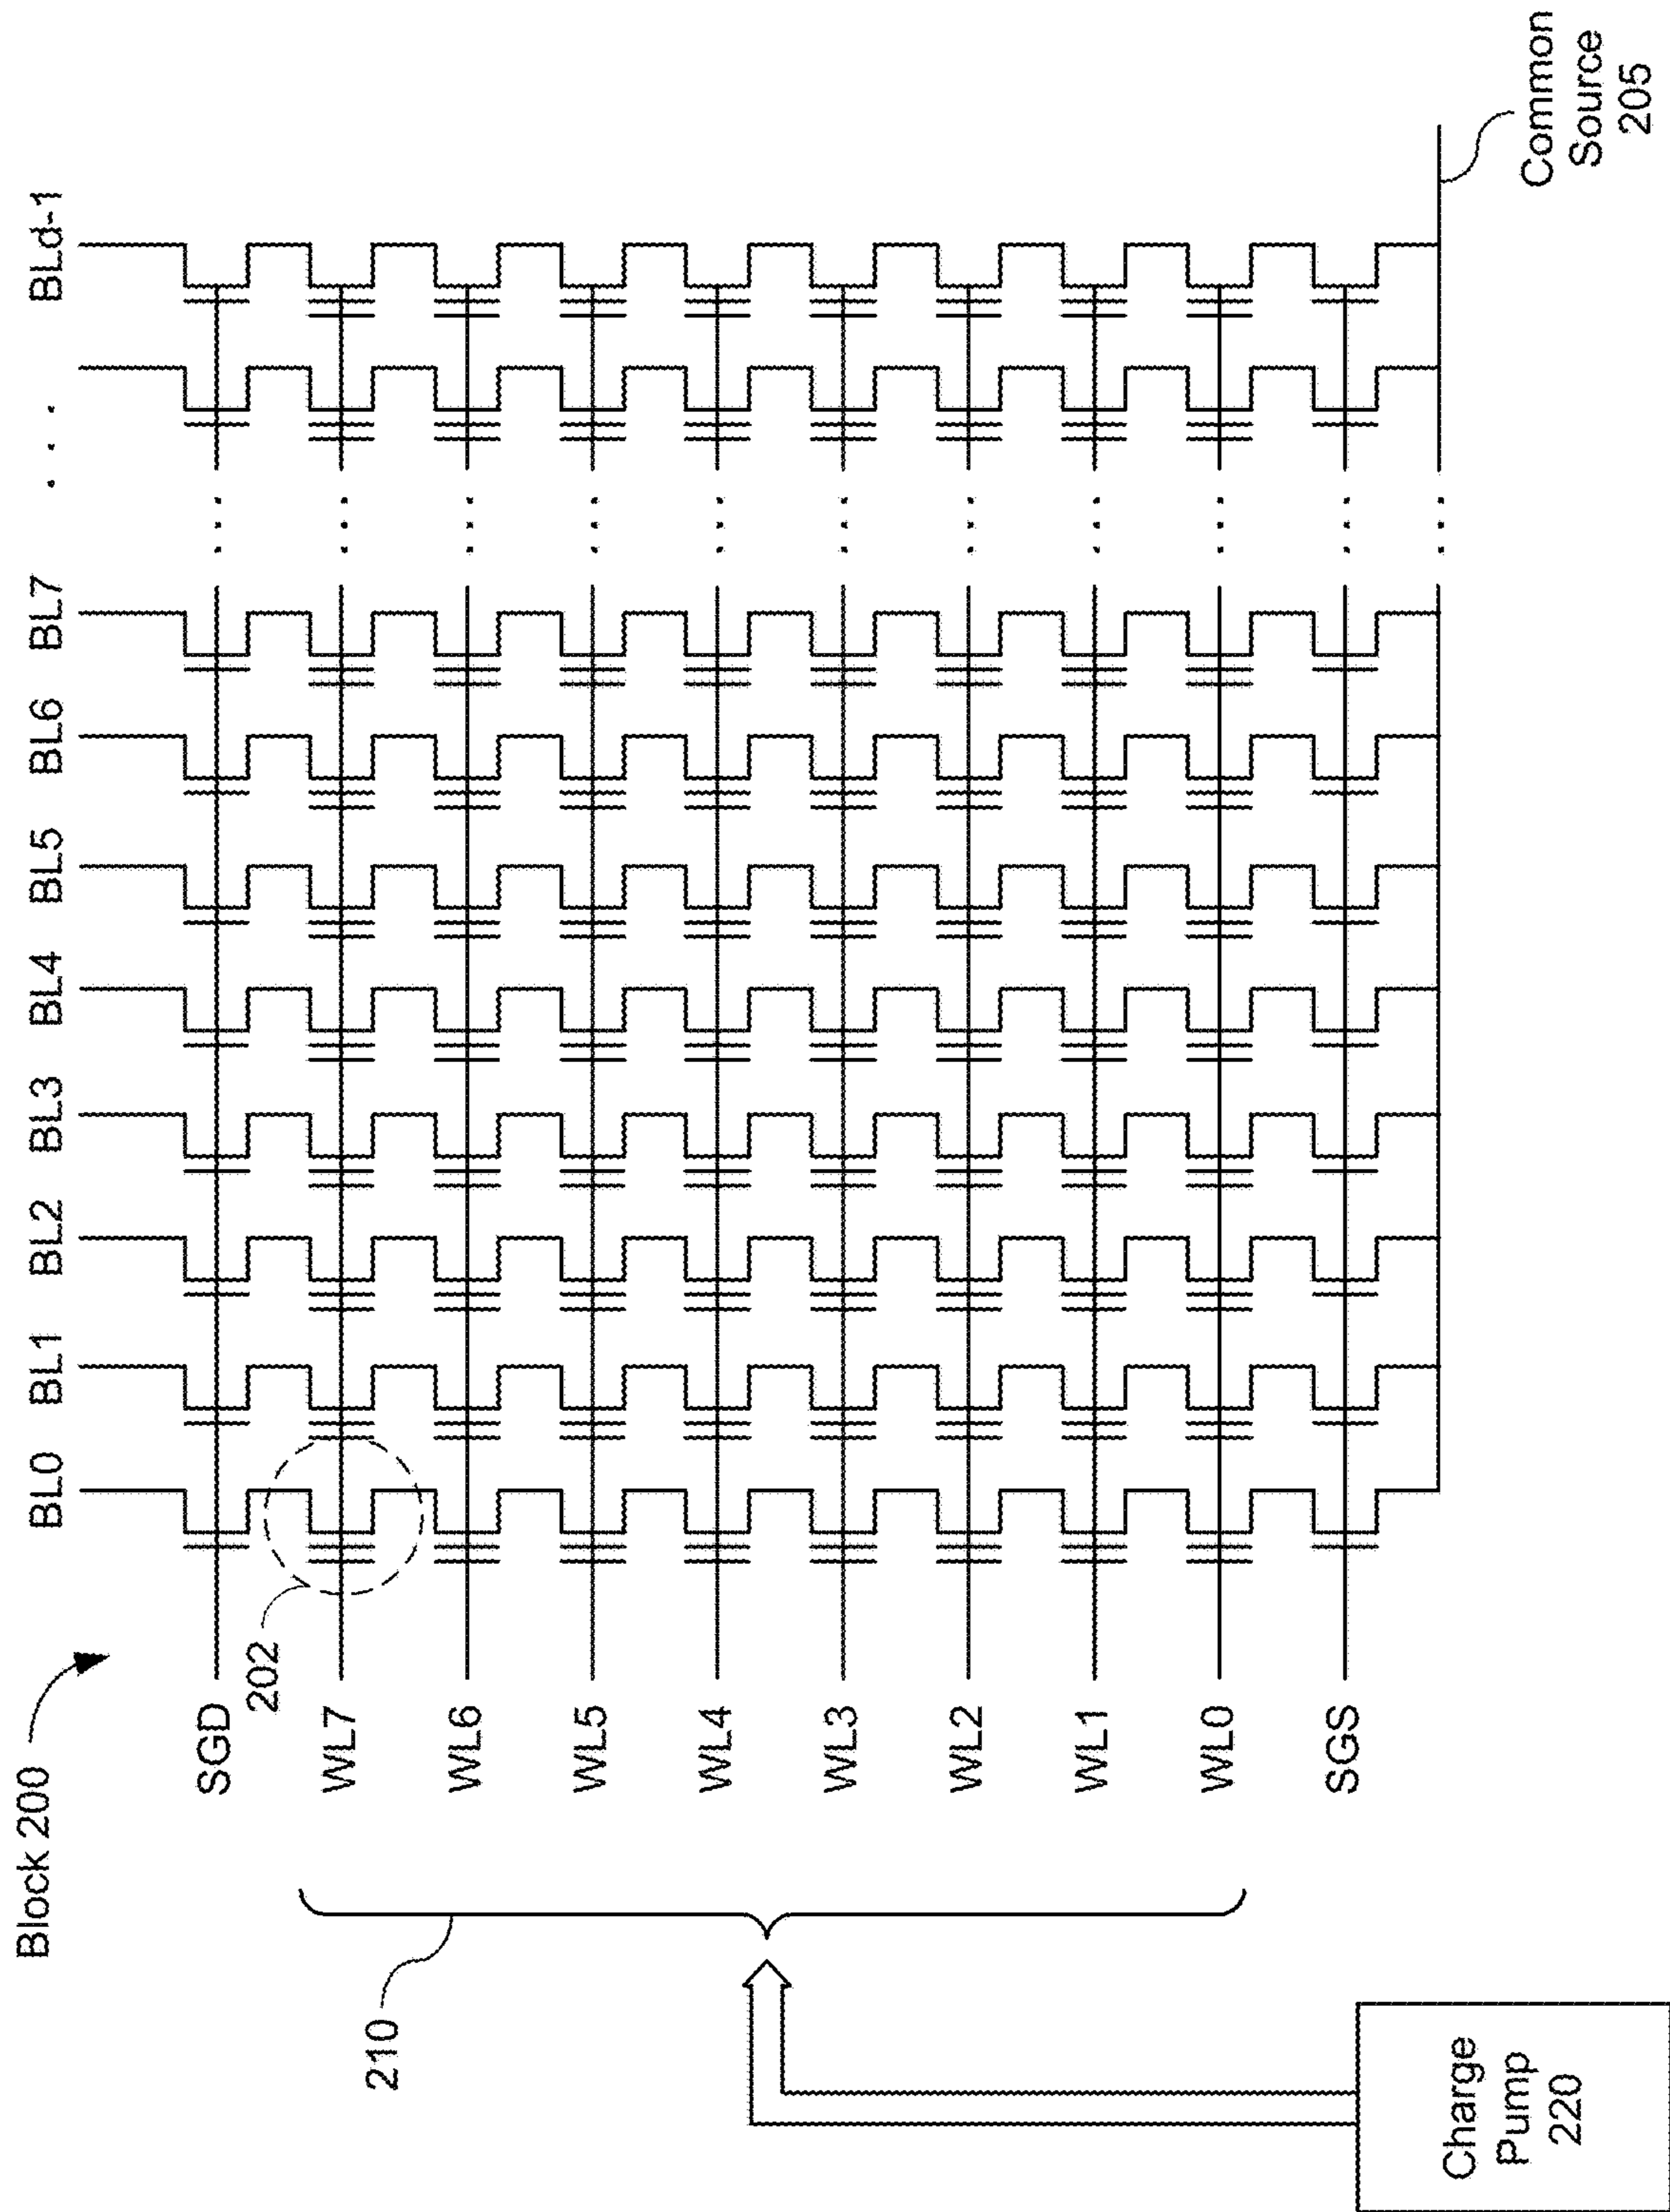 Block 200
BL0 BL1 BL2 BL3 BL4 BL5 BL6 BL7 . . . BLd-1
SGD
202
WL7
WL6
WL5
WL4
WL3
WL2
WL1
WL0
SGS
210
Charge
Pump
220
Common
Source
205